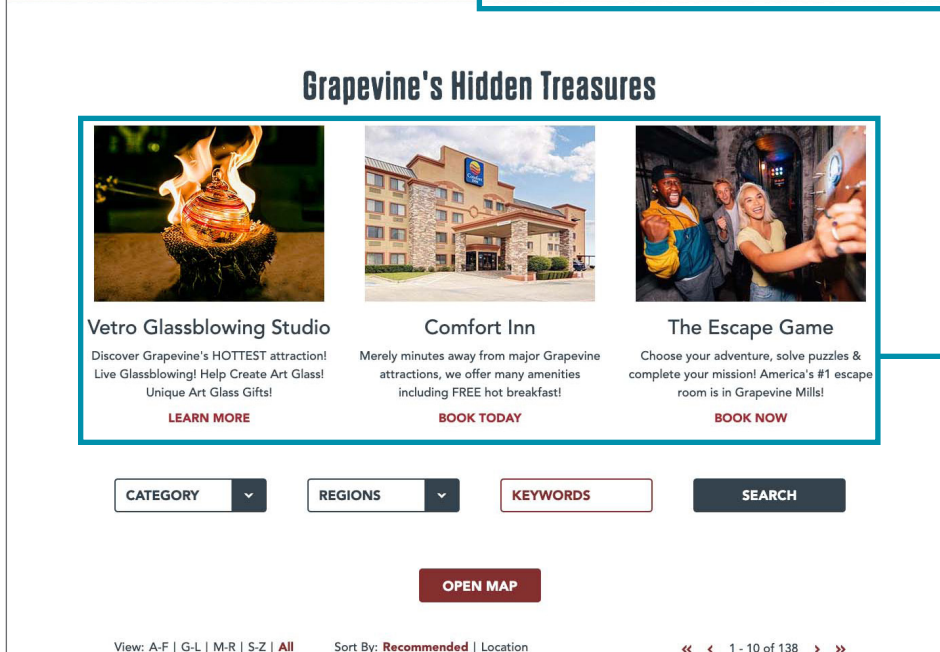 Grapevine's Hidden Treasures
Comfort
INN
Vetro Glassblowing Studio
Discover Grapevine's HOTTEST attraction!
Live Glassblowing! Help Create Art Glass!
Unique Art Glass Gifts!
LEARN MORE
Comfort Inn
Merely minutes away from major Grapevine
attractions, we offer many amenities
including FREE hot breakfast!
BOOK TODAY
The Escape Game
Choose your adventure, solve puzzles &
complete your mission! America's #1 escape
room is in Grapevine Mills!
BOOK NOW
CATEGORY
REGIONS
KEYWORDS
SEARCH
OPEN MAP
View: A-F | G-L | M-R | S-Z | All
Sort By: Recommended | Location
« ‹ 1 - 10 of 138 › »